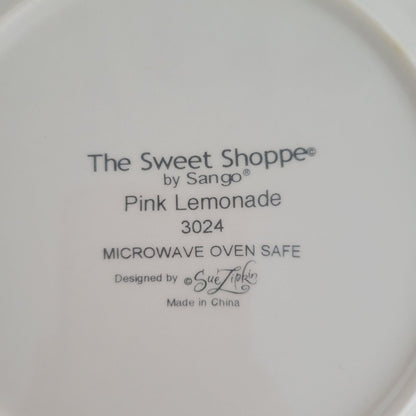 The Sweet Shoppe©
by Sango®
Pink Lemonade
3024
MICROWAVE OVEN SAFE
Designed by © Sue Zipkin
Made in China